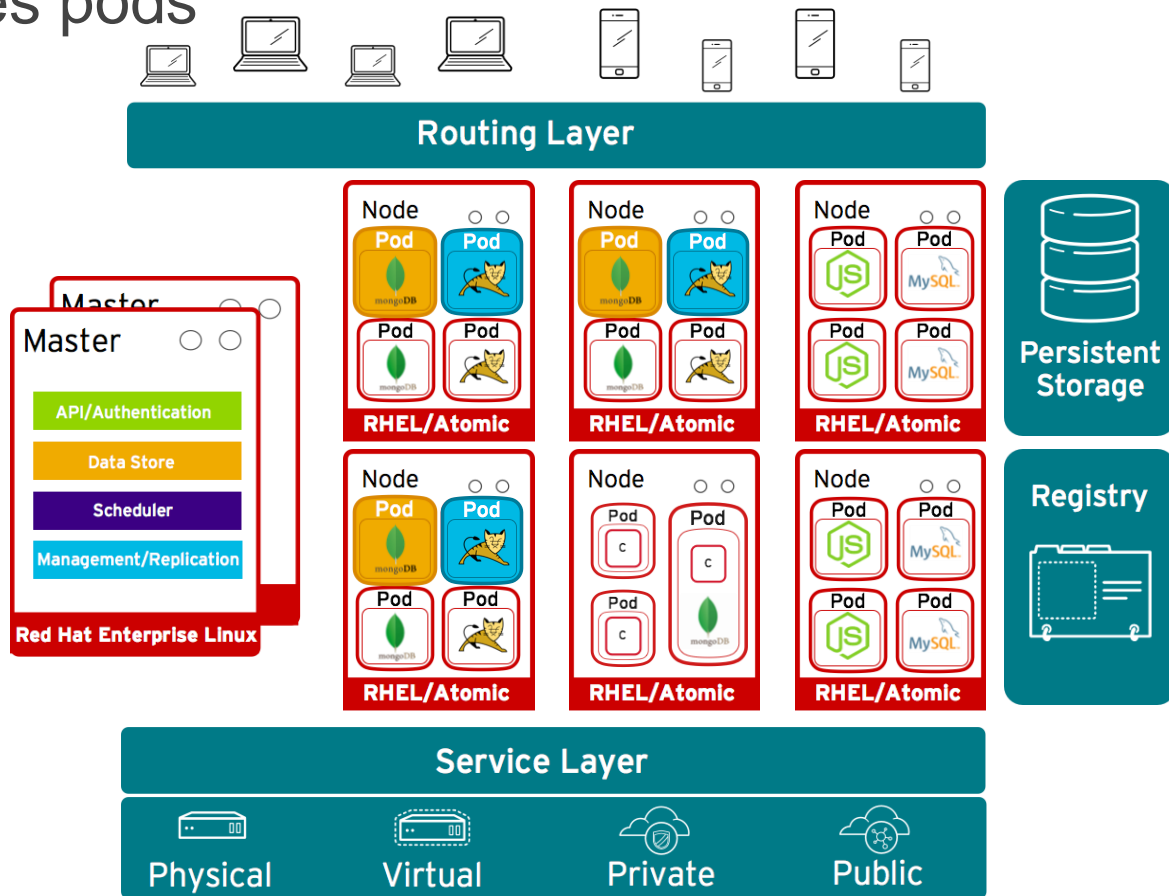 es pods
Routing Layer
Master
Master
API/Authentication
Data Store
Scheduler
Management/Replication
Red Hat Enterprise Linux
Node
Pod
mongoDB
Pod
Pod
mongoDB
Pod
RHEL/Atomic
Node
Pod
mongoDB
Pod
Pod
mongoDB
Pod
RHEL/Atomic
Node
Pod
JS
Pod
MySQL
Pod
JS
Pod
MySQL
RHEL/Atomic
Persistent
Storage
Node
Pod
mongoDB
Pod
Pod
mongoDB
Pod
RHEL/Atomic
Node
Pod
c
Pod
c
mongoDB
Pod
c
RHEL/Atomic
Node
Pod
JS
Pod
MySQL
Pod
JS
Pod
MySQL
RHEL/Atomic
Registry
Service Layer
Physical
Virtual
Private
Public